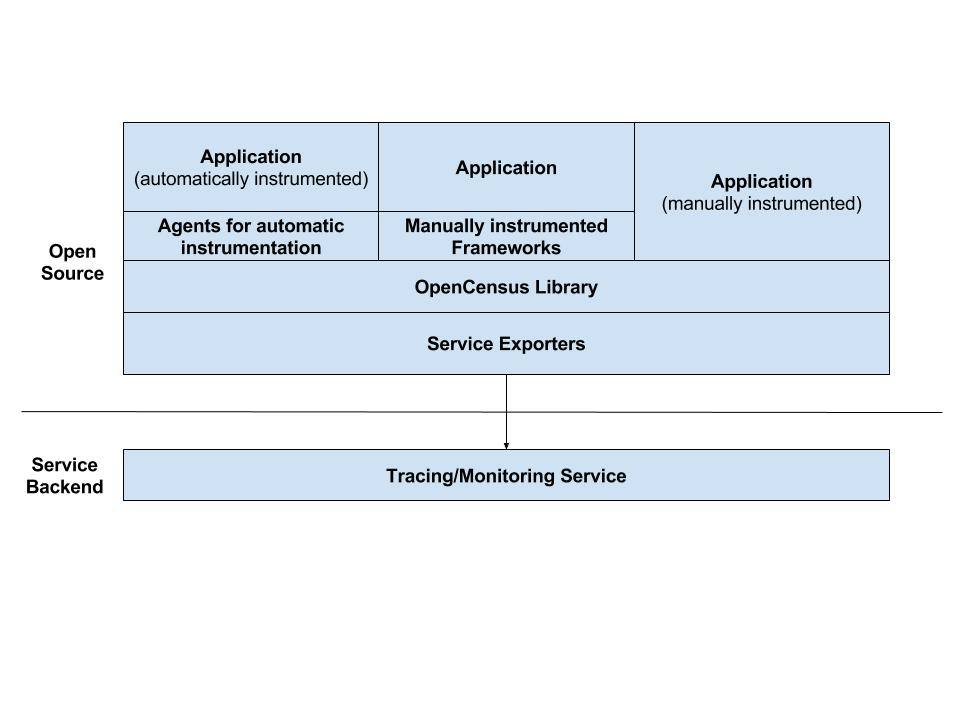 Application
(automatically instrumented)
Application
Application
(manually instrumented)
Agents for automatic
instrumentation
Manually instrumented
Frameworks
Open
Source
OpenCensus Library
Service Exporters
Service
Backend
Tracing/Monitoring Service